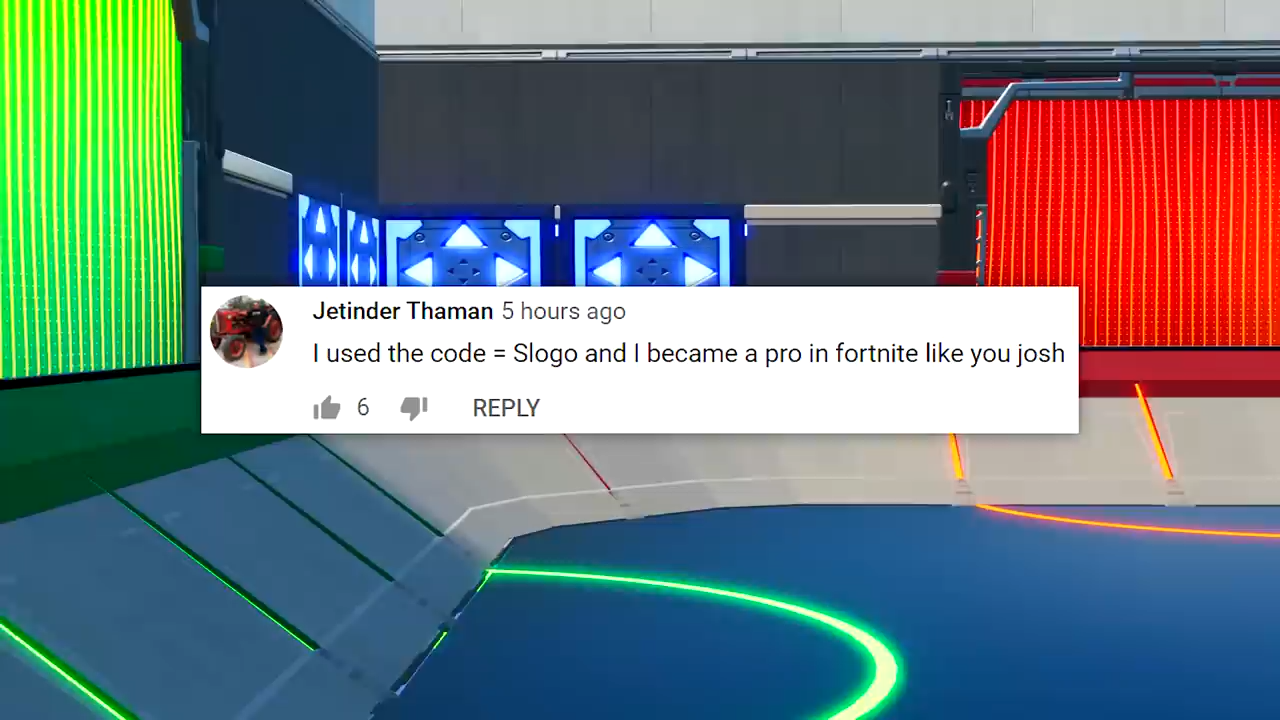 Jetinder Thaman 5 hours ago
I used the code = Slogo and I became a pro in fortnite like you josh
6 REPLY